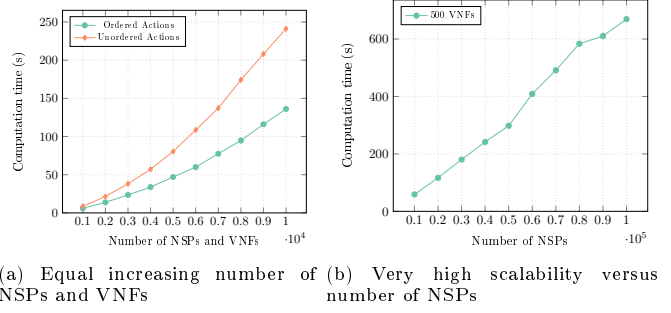 250
200
150
100
50
0
Computation time (s)
Ordered Actions
Unordered Actions
0.1 0.2 0.3 0.4 0.5 0.6 0.7 0.8 0.9 1
Number of NSPs and VNFs
·10⁴
(a) Equal increasing number of
NSPs and VNFs
600
400
200
0
Computation time (s)
500 VNFs
0.1 0.2 0.3 0.4 0.5 0.6 0.7 0.8 0.9 1
Number of NSPs
·10⁵
(b) Very high scalability versus
number of NSPs